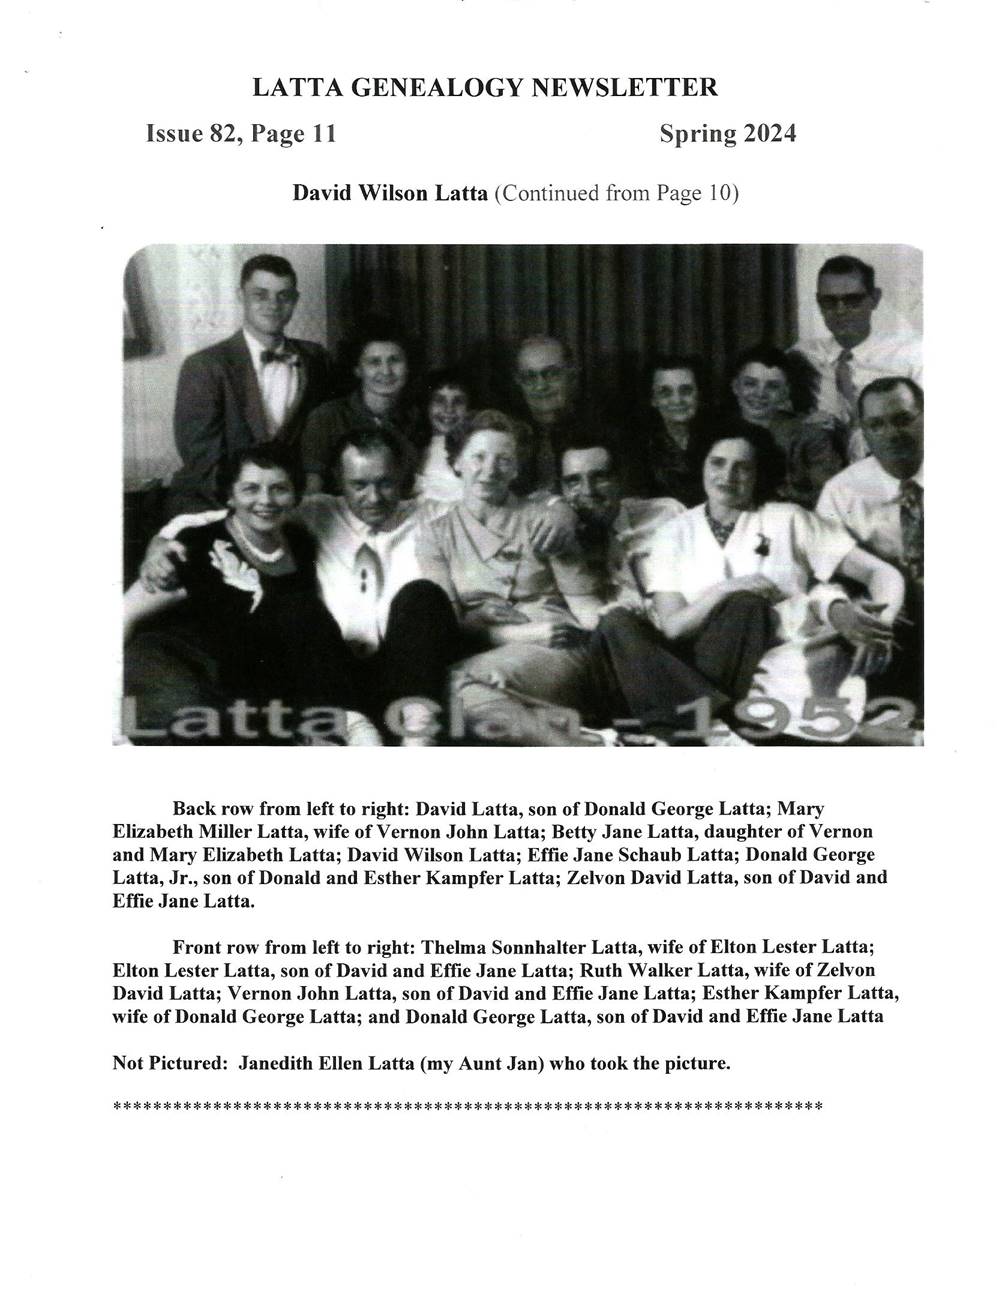 LATTA GENEALOGY NEWSLETTER
Issue 82, Page 11 Spring 2024
David Wilson Latta (Continued from Page 10)
Latta Clan - 1952
Back row from left to right: David Latta, son of Donald George Latta; Mary
Elizabeth Miller Latta, wife of Vernon John Latta; Betty Jane Latta, daughter of Vernon
and Mary Elizabeth Latta; David Wilson Latta; Effie Jane Schaub Latta; Donald George
Latta, Jr., son of Donald and Esther Kampfer Latta; Zelvon David Latta, son of David and
Effie Jane Latta.
Front row from left to right: Thelma Sonnhalter Latta, wife of Elton Lester Latta;
Elton Lester Latta, son of David and Effie Jane Latta; Ruth Walker Latta, wife of Zelvon
David Latta; Vernon John Latta, son of David and Effie Jane Latta; Esther Kampfer Latta,
wife of Donald George Latta; and Donald George Latta, son of David and Effie Jane Latta
Not Pictured: Janedith Ellen Latta (my Aunt Jan) who took the picture.
***********************************************************************